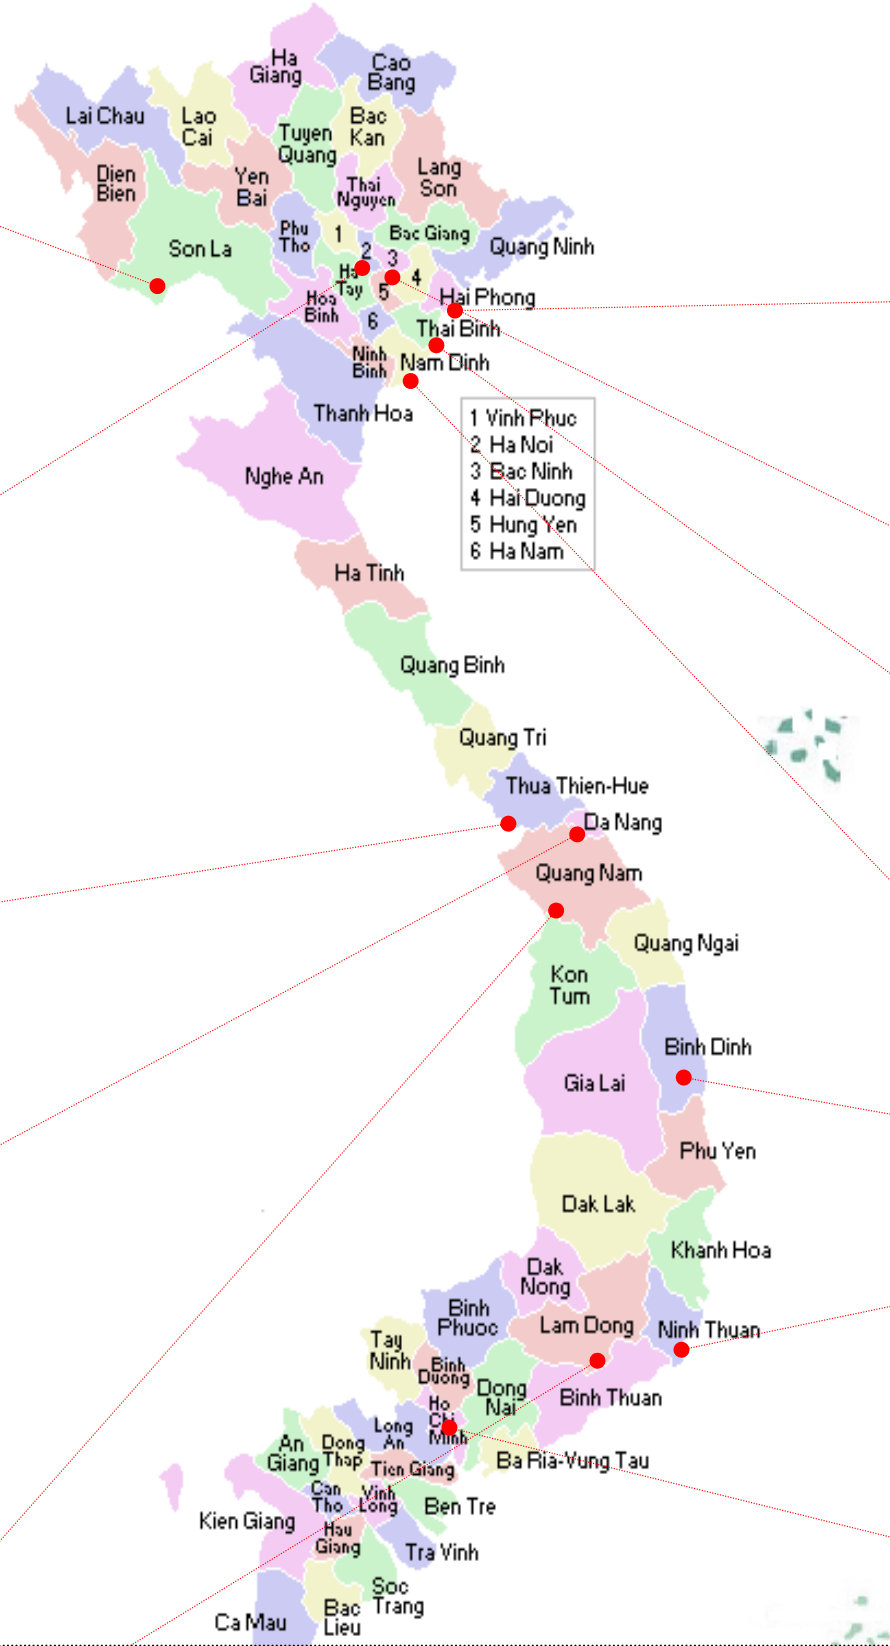 Ha
Giang
Cao
Bang
Lai Chau
Lao
Cai
Bac
Kan
Tuyen
Quang
Dien
Bien
Yen
Bai
Lang
Son
Thai
Nguyen
Phu
Tho
1
Bac Giang
Quang Ninh
Son La
2
3
4
Ha
Tay
5
Hoa
Binh
Hai Phong
6
Thai Binh
Ninh
Binh
Nam Dinh
Thanh Hoa
1 Vinh Phuc
2 Ha Noi
3 Bac Ninh
4 Hai Duong
5 Hung Yen
6 Ha Nam
Nghe An
Ha Tinh
Quang Binh
Quang Tri
Thua Thien-Hue
Da Nang
Quang Nam
Quang Ngai
Kon
Tum
Binh Dinh
Gia Lai
Phu Yen
Dak Lak
Khanh Hoa
Dak
Nong
Binh
Phuoc
Lam Dong
Ninh Thuan
Tay
Ninh
Binh
Duong
Dong
Nai
Binh Thuan
Ho
Chi
Minh
Long
An
An
Giang
Dong
Thap
Tien Giang
Ba Ria-Vung Tau
Can
Tho
Vinh
Long
Ben Tre
Kien Giang
Hau
Giang
Tra Vinh
Soc
Trang
Bac
Lieu
Ca Mau